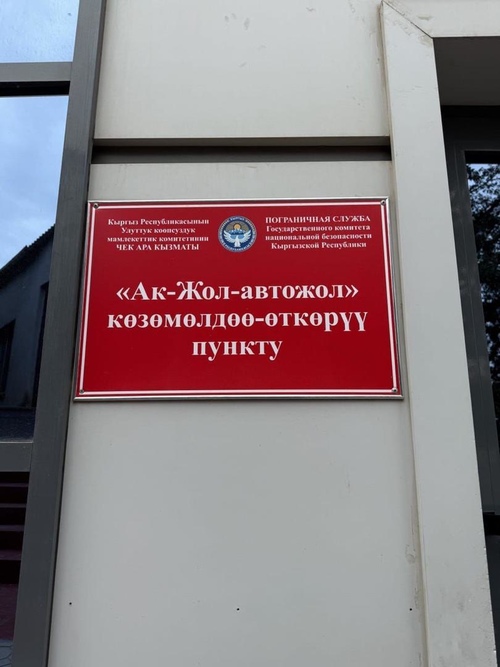 Кыргыз Республикасынын
Улуттук коопсуздук
мамлекеттик комитетинин
ЧЕК АРА КЫЗМАТЫ
ПОГРАНИЧНАЯ СЛУЖБА
Государственного комитета
национальной безопасности
Кыргызской Республики
«Ак-Жол-автожол»
көзөмөлдөө-өткөрүү
пункту